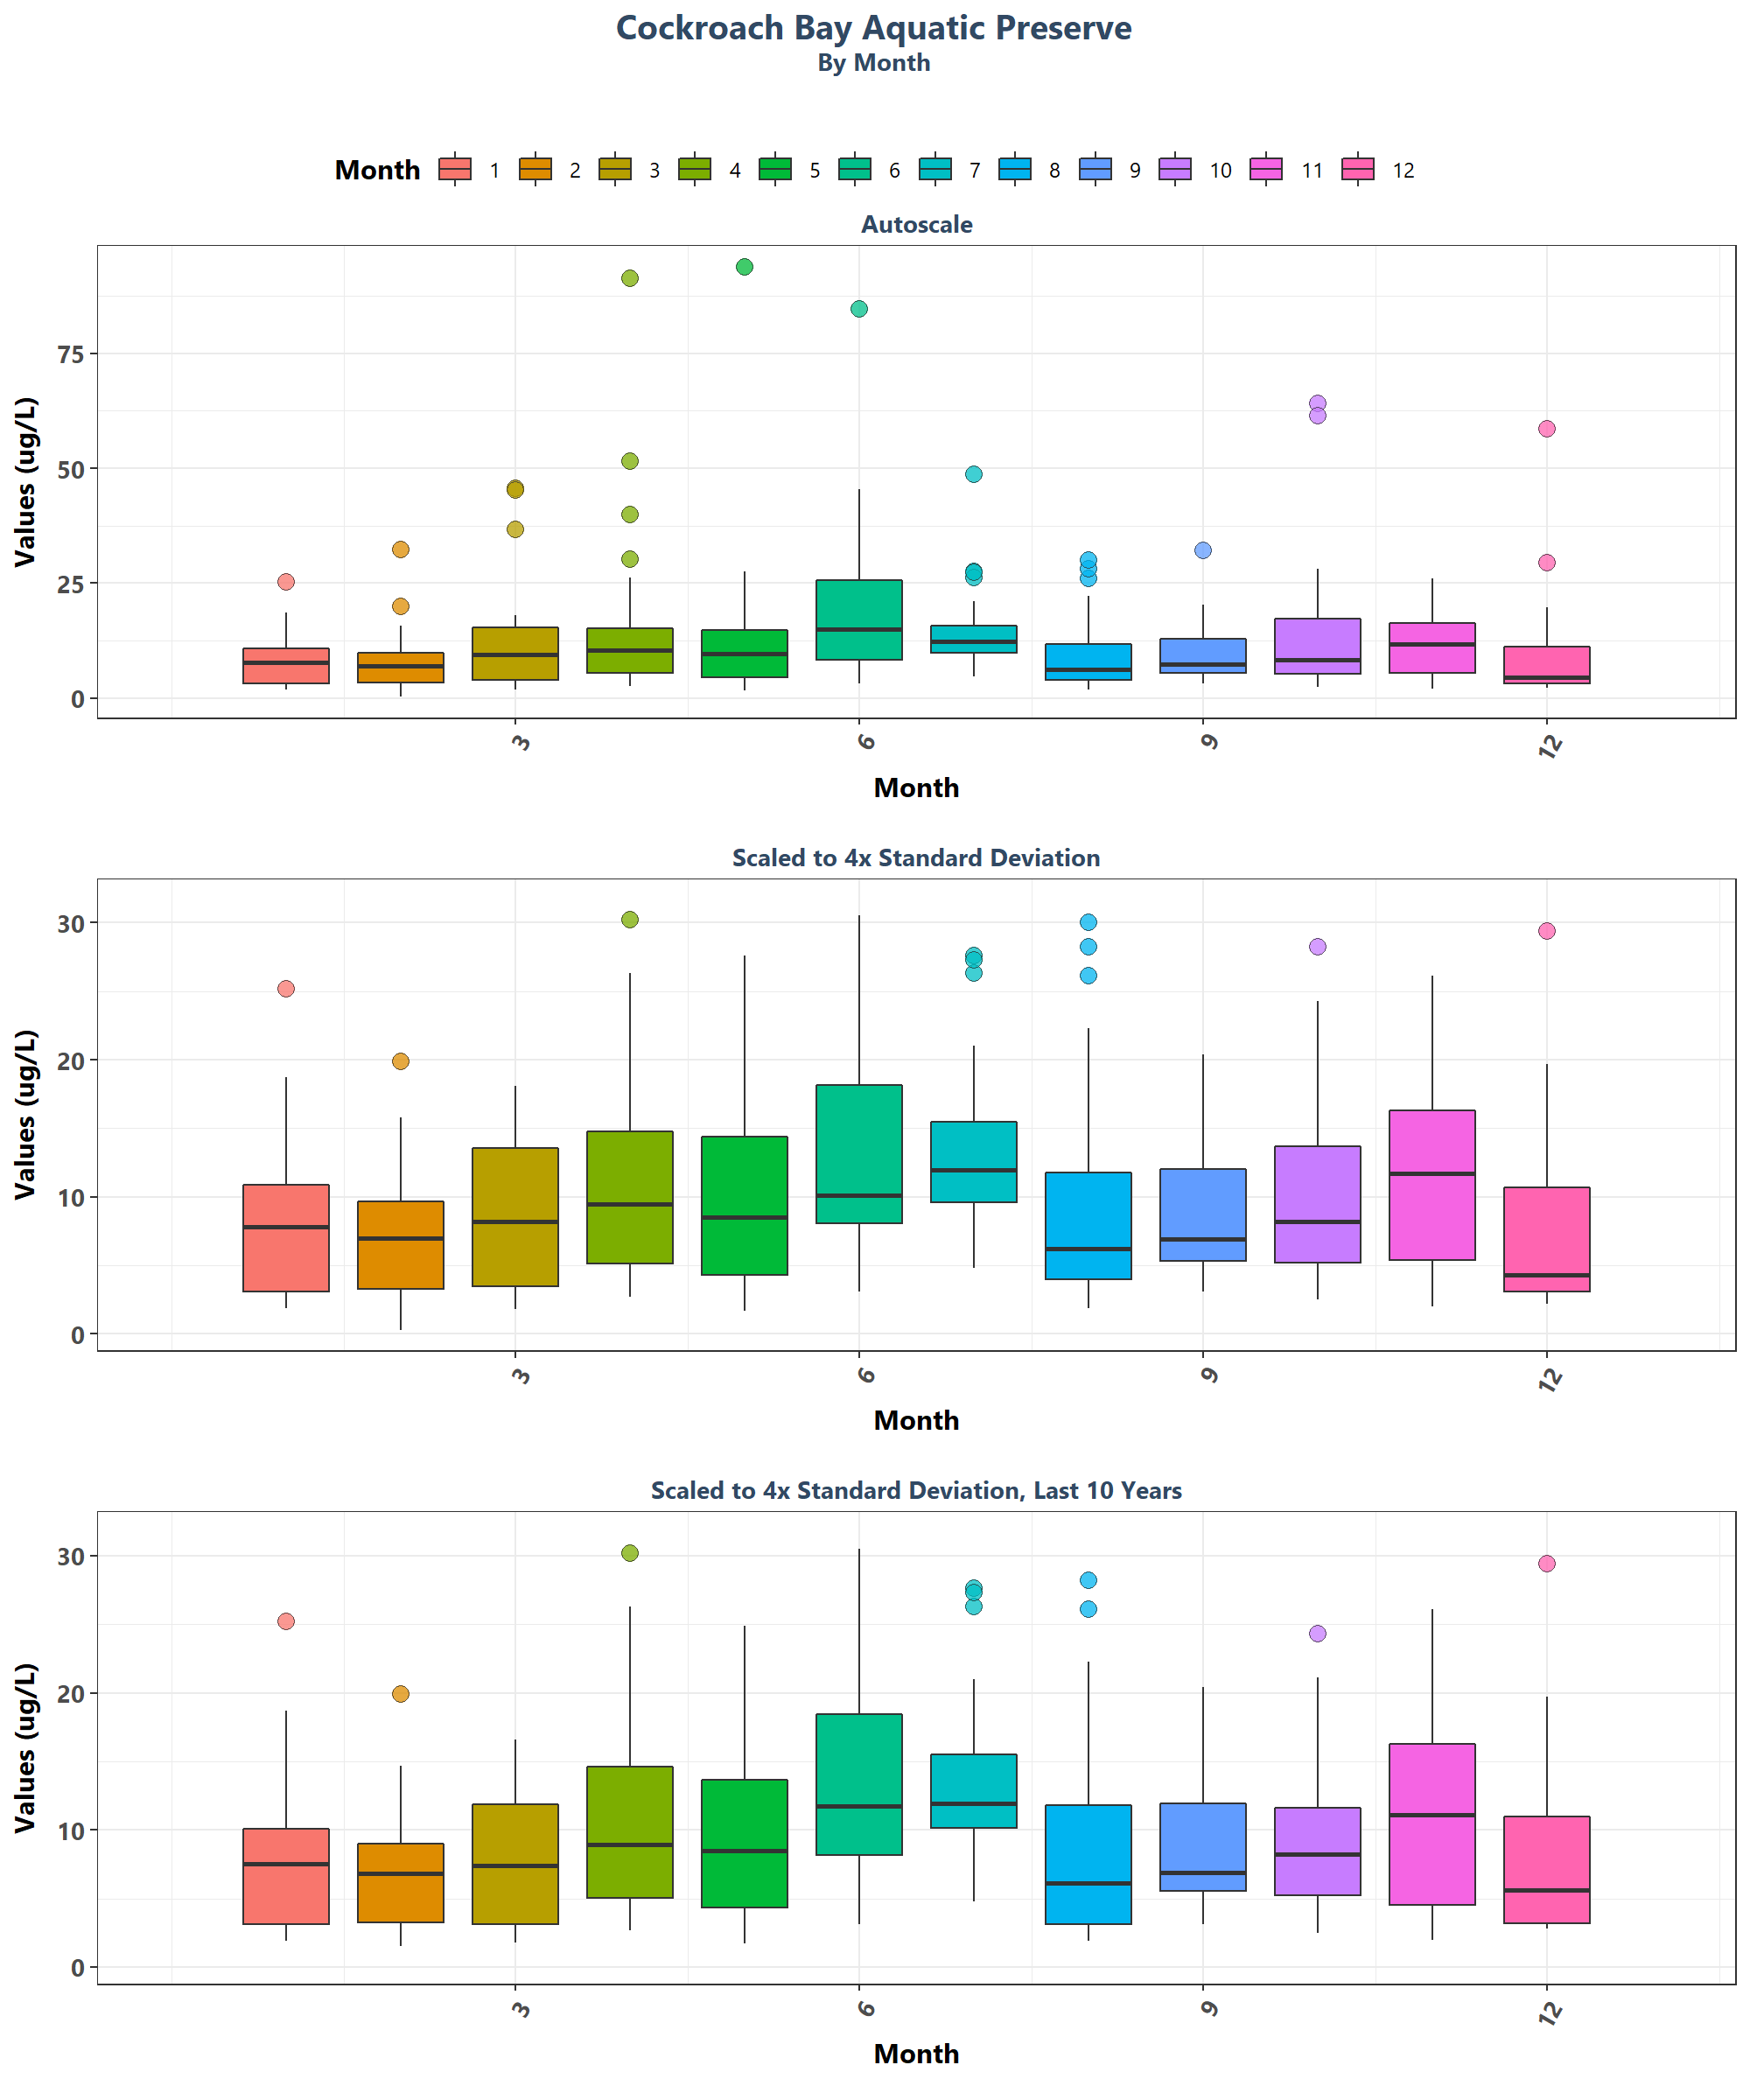 Cockroach Bay Aquatic Preserve
By Month
Month 1 2 3 4 5 6 7 8 9 10 11 12
Autoscale
Values (ug/L)
75
50
25
0
3 6 9 12
Month
Scaled to 4x Standard Deviation
Values (ug/L)
30
20
10
0
3 6 9 12
Month
Scaled to 4x Standard Deviation, Last 10 Years
Values (ug/L)
30
20
10
0
3 6 9 12
Month